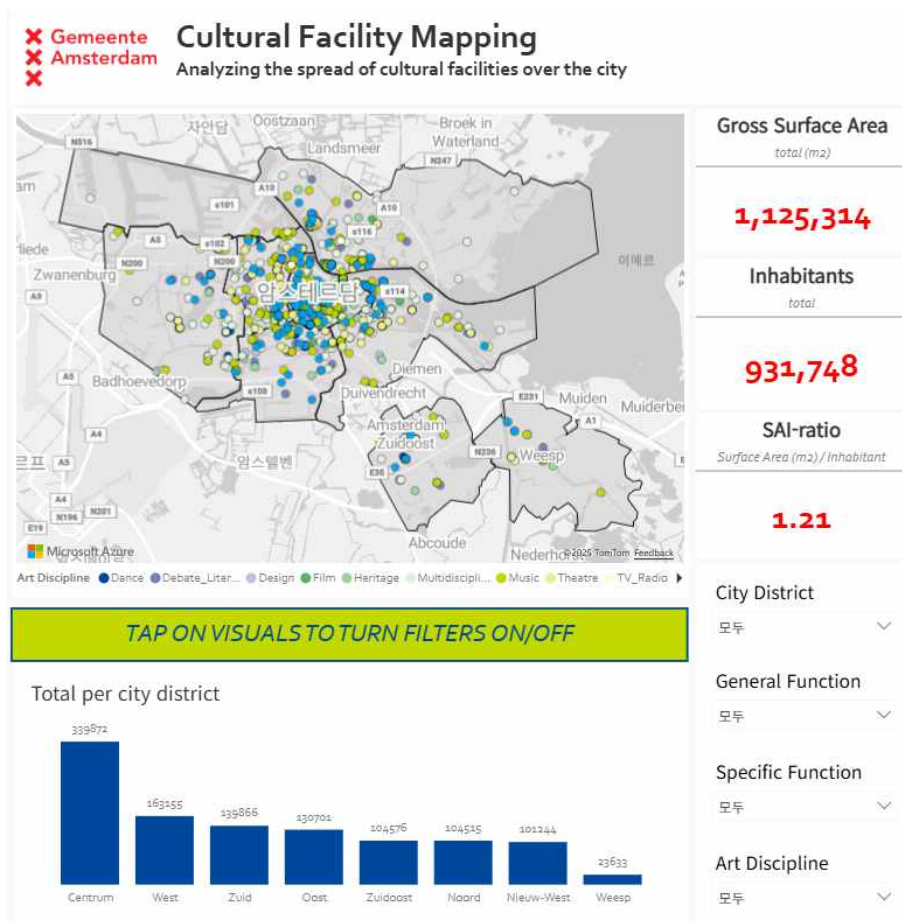 Gemeente
Amsterdam
Cultural Facility Mapping
Analyzing the spread of cultural facilities over the city
자안담
Oostzaan
Broek in
Waterland
Landsmeer
N516
N247
A10
s101
A10
s116
A8
s102
N200
N200
Zwanenburg
암스테르담
s114
이에르
A9
Badhoevedorp
A5
s108
Diemen
Duivendrecht
E231
Muiden
Muiderber
A1
A4
Amsterdam
Zuidoost
암스텔벤
N236
Weesp
A5
E35
A4
N196
N201
E19
Abcoude
Microsoft Azure
©2025 TomTom Feedback
Art Discipline Dance Debate_Liter... Design Film Heritage Multidiscipli... Music Theatre TV_Radio
TAP ON VISUALS TO TURN FILTERS ON/OFF
Total per city district
339872
163155
139866
130701
104576
104515
101244
23633
Centrum West Zuid Oost Zuidoost Noord Nieuw-West Weesp
Gross Surface Area
total (m2)
1,125,314
Inhabitants
total
931,748
SAI-ratio
Surface Area (m2) / Inhabitant
1.21
City District
모두
General Function
모두
Specific Function
모두
Art Discipline
모두